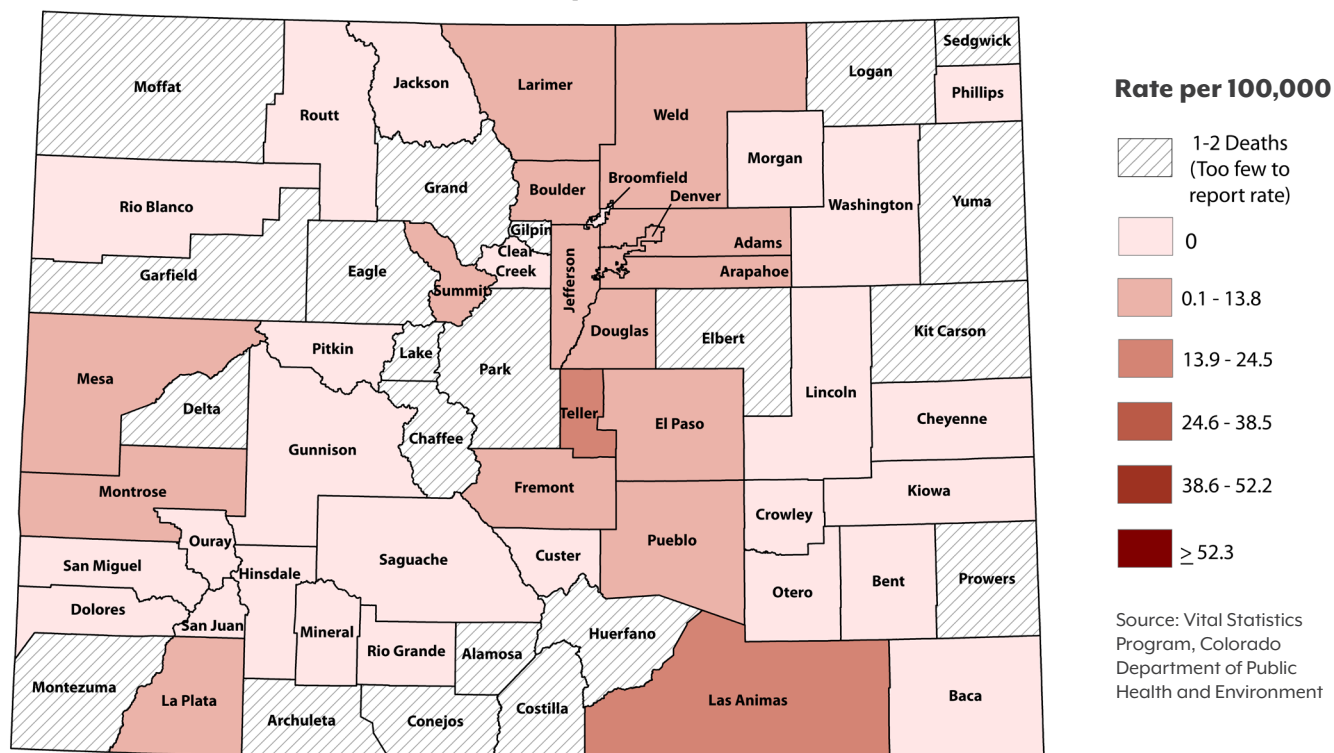 Moffat
Routt
Jackson
Larimer
Weld
Logan
Sedgwick
Phillips
Morgan
Grand
Boulder
Broomfield
Denver
Rio Blanco
Washington
Yuma
Gilpin
Clear
Creek
Adams
Arapahoe
Garfield
Eagle
Summit
Jefferson
Douglas
Elbert
Kit Carson
Pitkin
Lake
Park
Mesa
Delta
Lincoln
Teller
El Paso
Cheyenne
Chaffee
Gunnison
Fremont
Montrose
Kiowa
Crowley
Pueblo
Ouray
Saguache
Custer
San Miguel
Hinsdale
Otero
Bent
Prowers
Dolores
San Juan
Mineral
Rio Grande
Alamosa
Huerfano
Montezuma
La Plata
Archuleta
Conejos
Costilla
Las Animas
Baca
Rate per 100,000
1-2 Deaths
(Too few to
report rate)
0
0.1 - 13.8
13.9 - 24.5
24.6 - 38.5
38.6 - 52.2
≥ 52.3
Source: Vital Statistics
Program, Colorado
Department of Public
Health and Environment